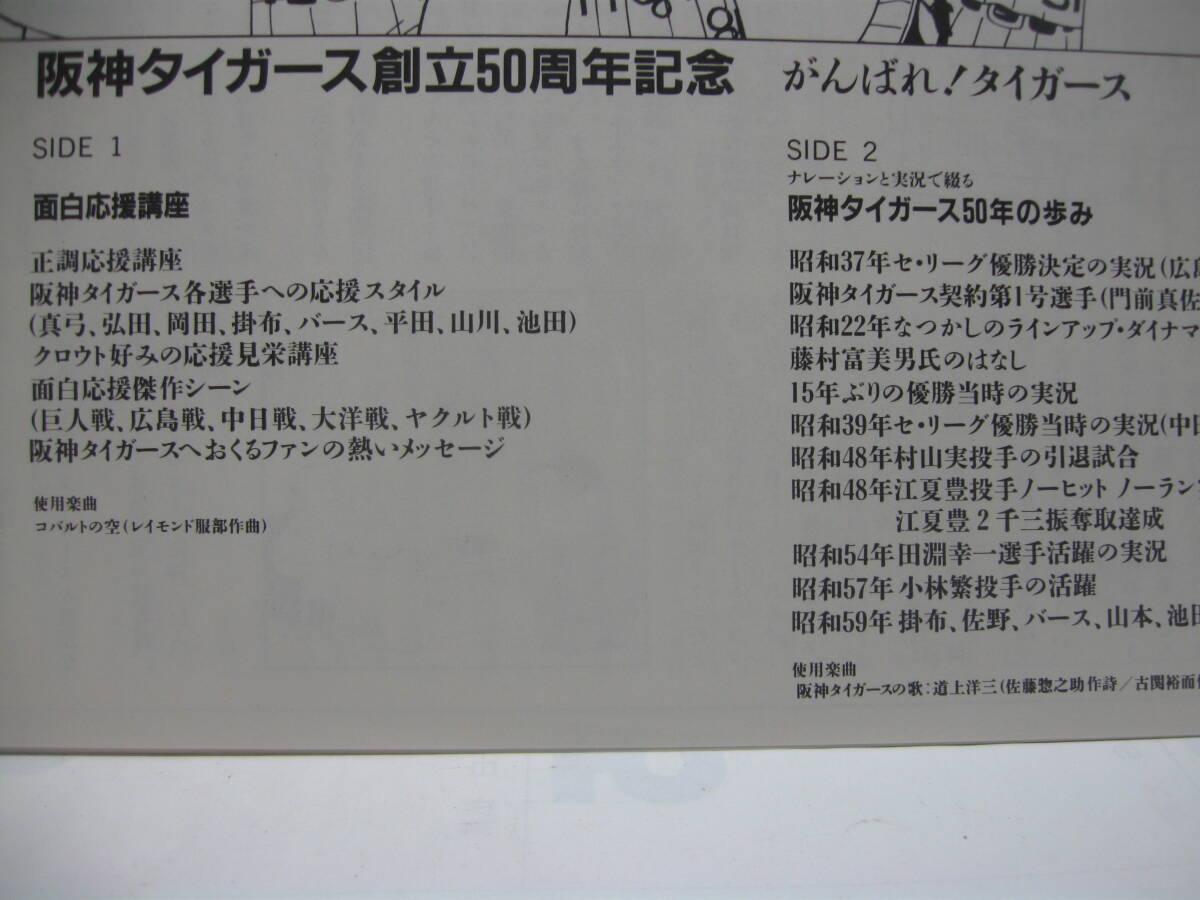 阪神タイガース創立50周年記念 がんばれ!タイガース
SIDE 1
面白応援講座
正調応援講座
阪神タイガース各選手への応援スタイル
(真弓、弘田、岡田、掛布、バース、平田、山川、池田)
クロウト好みの応援見栄講座
面白応援傑作シーン
(巨人戦、広島戦、中日戦、大洋戦、ヤクルト戦)
阪神タイガースへおくるファンの熱いメッセージ
使用楽曲
コバルトの空(レイモンド服部作曲)
SIDE 2
ナレーションと実況で綴る
阪神タイガース50年の歩み
昭和37年セ・リーグ優勝決定の実況(広島
阪神タイガース契約第1号選手(門前真佐
昭和22年なつかしのラインアップ・ダイナマ
藤村富美男氏のはなし
15年ぶりの優勝当時の実況
昭和39年セ・リーグ優勝当時の実況(中日
昭和48年村山実投手の引退試合
昭和48年江夏豊投手ノーヒット ノーラン
江夏豊2千三振奪取達成
昭和54年田淵幸一選手活躍の実況
昭和57年小林繁投手の活躍
昭和59年掛布、佐野、バース、山本、池田
使用楽曲
阪神タイガースの歌:道上洋三(佐藤惣之助作詩/古関裕而